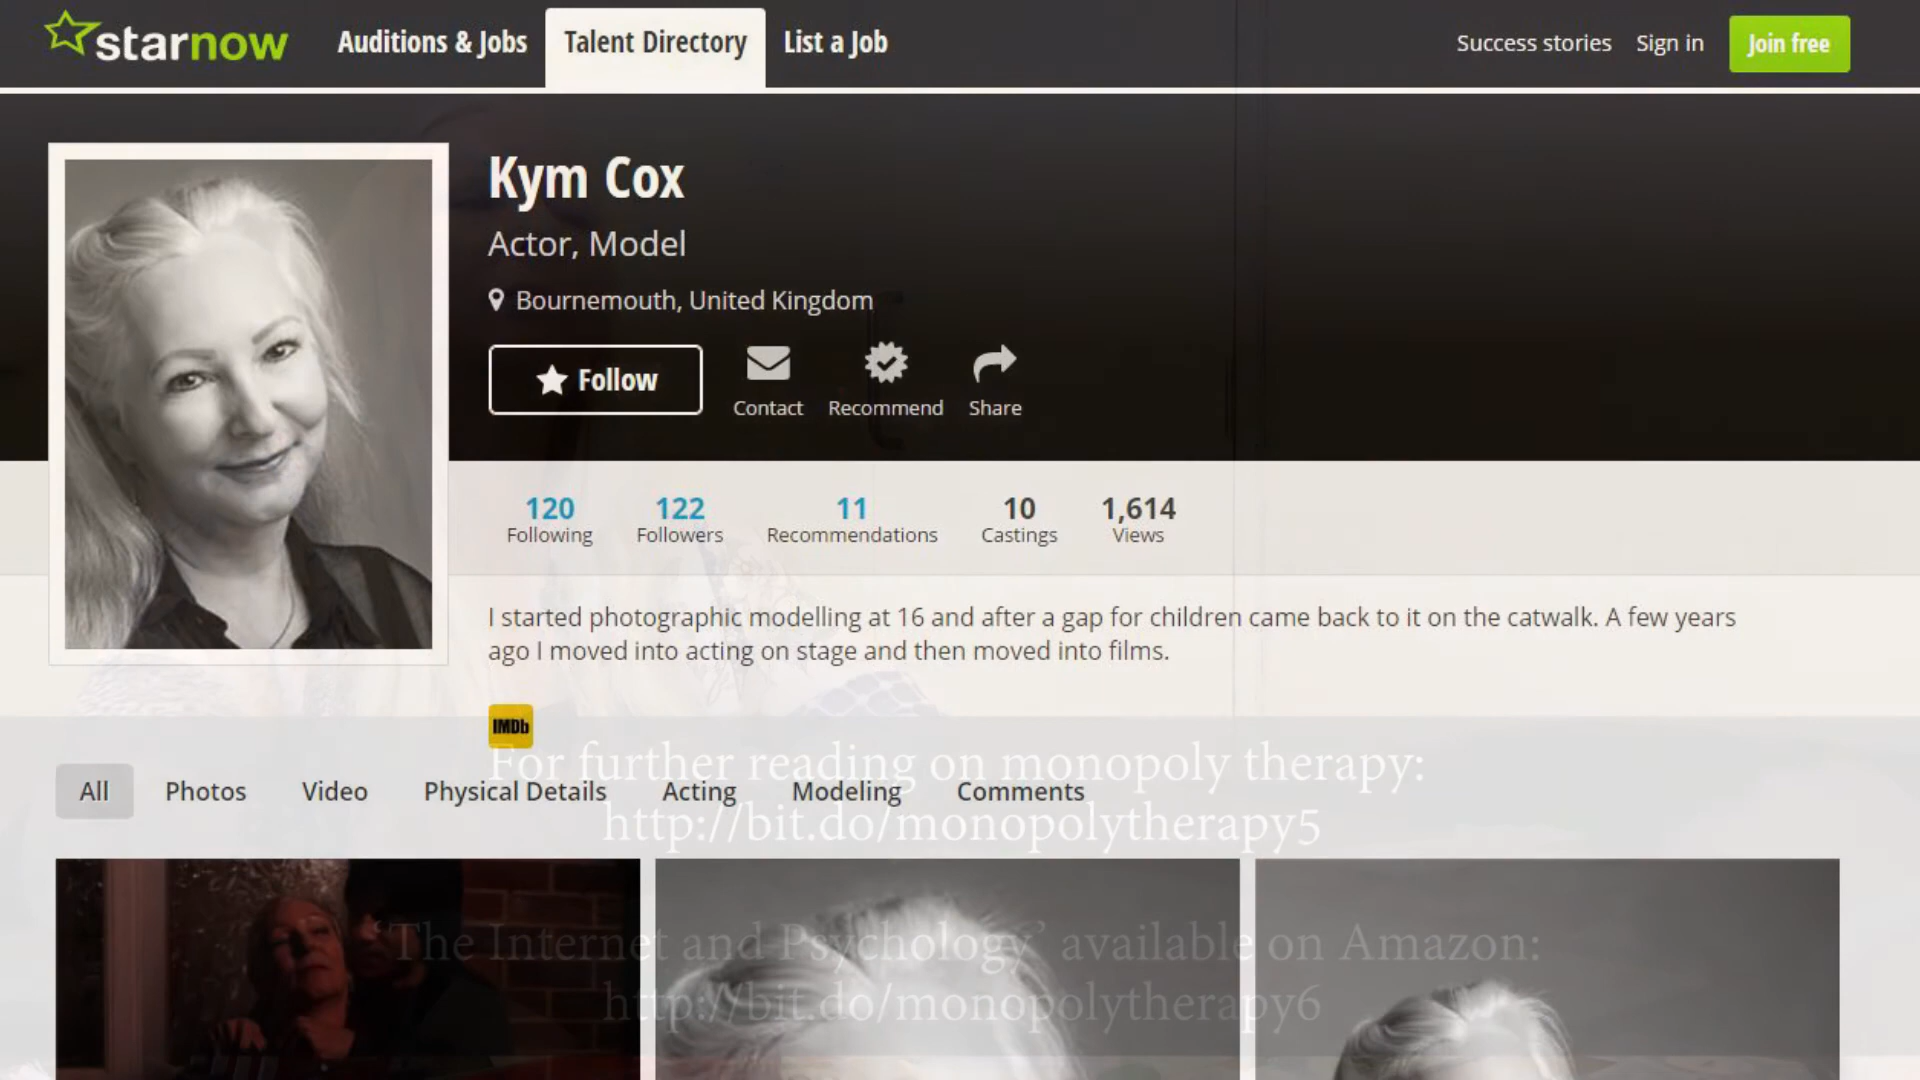 starnow
Auditions & Jobs
Talent Directory
List a Job
Success stories
Sign in
Join free
Kym Cox
Actor, Model
Bournemouth, United Kingdom
Follow
Contact
Recommend
Share
120
Following
122
Followers
11
Recommendations
10
Castings
1,614
Views
I started photographic modelling at 16 and after a gap for children came back to it on the catwalk. A few years
ago I moved into acting on stage and then moved into films.
IMDb
For further reading on monopoly therapy:
All
Photos
Video
Physical Details
Acting
Modeling
Comments
http://bit.do/monopolytherapy5
'The Internet and Psychology' available on Amazon:
http://bit.do/monopolytherapy6